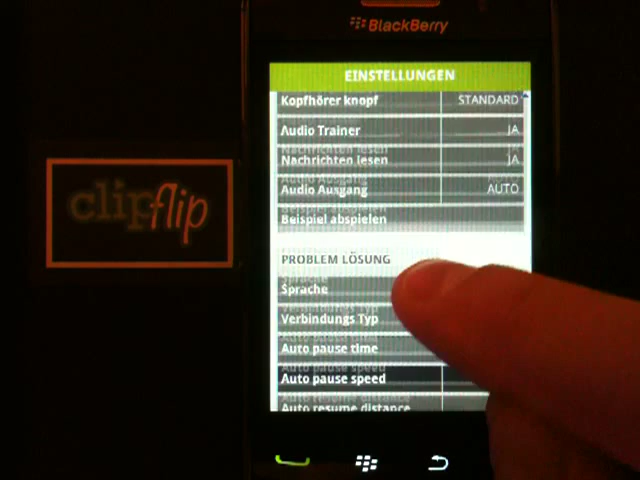 BlackBerry
clipflip
EINSTELLUNGEN
Kopfhörer knopf STANDARD
Audio Trainer JA
Nachrichten lesen JA
Audio Ausgang AUTO
Beispiel abspielen
PROBLEM LÖSUNG
Sprache
Verbindungs Typ
Auto pause time
Auto pause speed
Auto resume distance